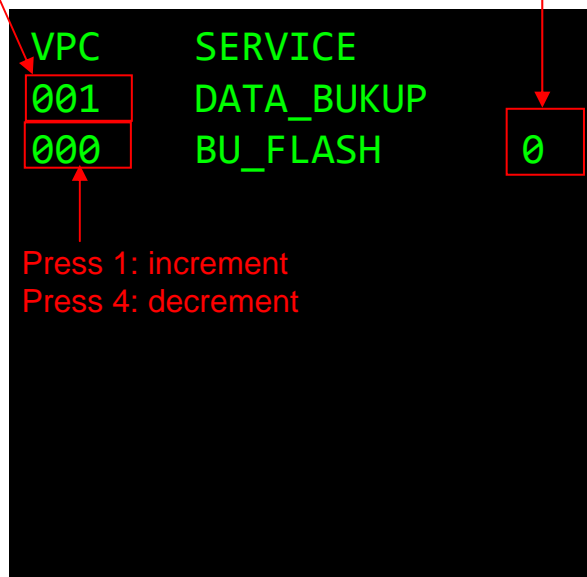 VPC SERVICE
001 DATA_BUKUP
000 BU_FLASH 0
Press 1: increment
Press 4: decrement